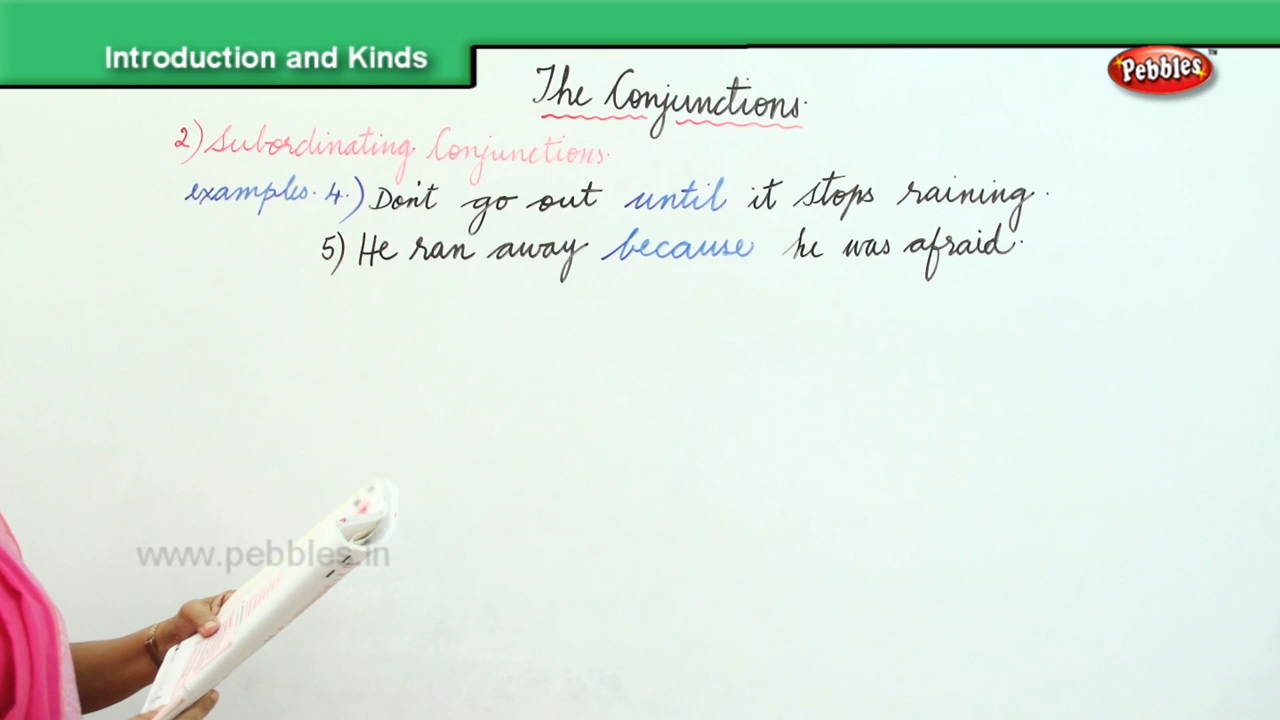 Introduction and Kinds
Pebbles™
The Conjunctions.
2) Subordinating Conjunctions.
examples. 4.) Don't go out until it stops raining.
5) He ran away because he was afraid.
www.pebbles.in